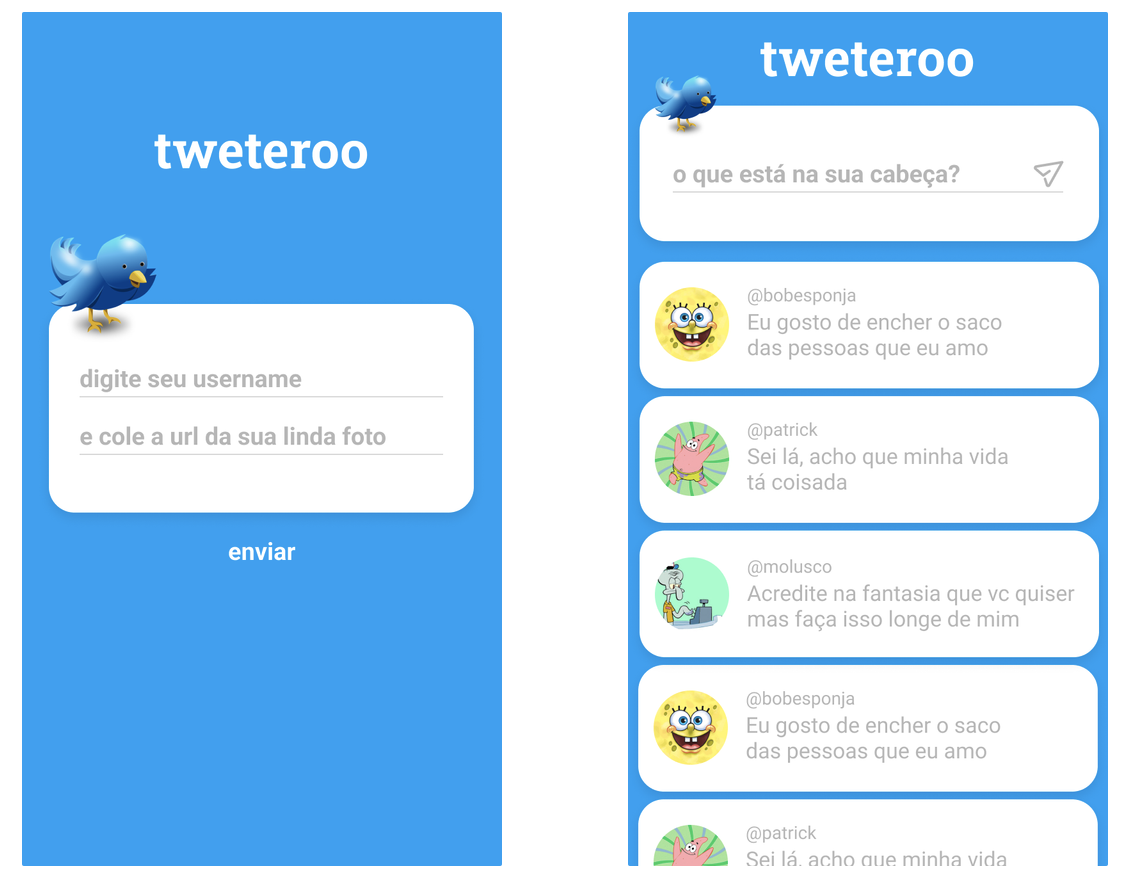 tweteroo
digite seu username
e cole a url da sua linda foto
enviar
tweteroo
o que está na sua cabeça?
@bobesponja
Eu gosto de encher o saco
das pessoas que eu amo
@patrick
Sei lá, acho que minha vida
tá coisada
@molusco
Acredite na fantasia que vc quiser
mas faça isso longe de mim
@bobesponja
Eu gosto de encher o saco
das pessoas que eu amo
@patrick
Sei lá, acho que minha vida